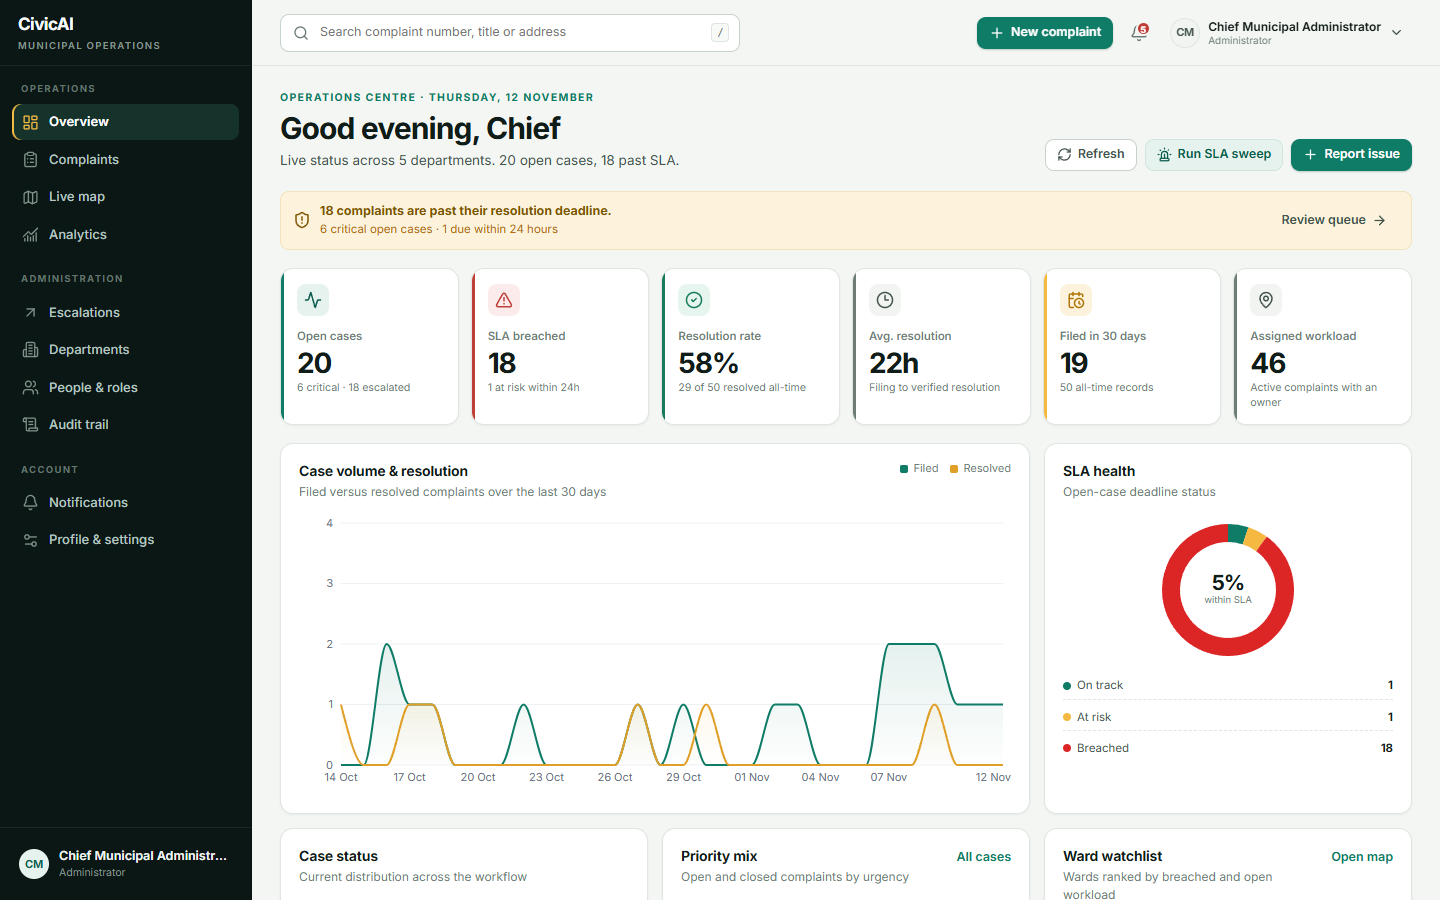 CivicAI
MUNICIPAL OPERATIONS
OPERATIONS
Overview
Complaints
Live map
Analytics
ADMINISTRATION
Escalations
Departments
People & roles
Audit trail
ACCOUNT
Notifications
Profile & settings
CM
Chief Municipal Administr...
Administrator
Search complaint number, title or address
/
New complaint
5
CM
Chief Municipal Administrator
Administrator
OPERATIONS CENTRE · THURSDAY, 12 NOVEMBER
Good evening, Chief
Live status across 5 departments. 20 open cases, 18 past SLA.
Refresh
Run SLA sweep
Report issue
18 complaints are past their resolution deadline.
6 critical open cases · 1 due within 24 hours
Review queue
Open cases
20
6 critical · 18 escalated
SLA breached
18
1 at risk within 24h
Resolution rate
58%
29 of 50 resolved all-time
Avg. resolution
22h
Filing to verified resolution
Filed in 30 days
19
50 all-time records
Assigned workload
46
Active complaints with an
owner
Case volume & resolution
Filed versus resolved complaints over the last 30 days
Filed
Resolved
4
3
2
1
0
14 Oct
17 Oct
20 Oct
23 Oct
26 Oct
29 Oct
01 Nov
04 Nov
07 Nov
12 Nov
SLA health
Open-case deadline status
5%
within SLA
On track 1
At risk 1
Breached 18
Case status
Current distribution across the workflow
Priority mix
All cases
Open and closed complaints by urgency
Ward watchlist
Open map
Wards ranked by breached and open
workload